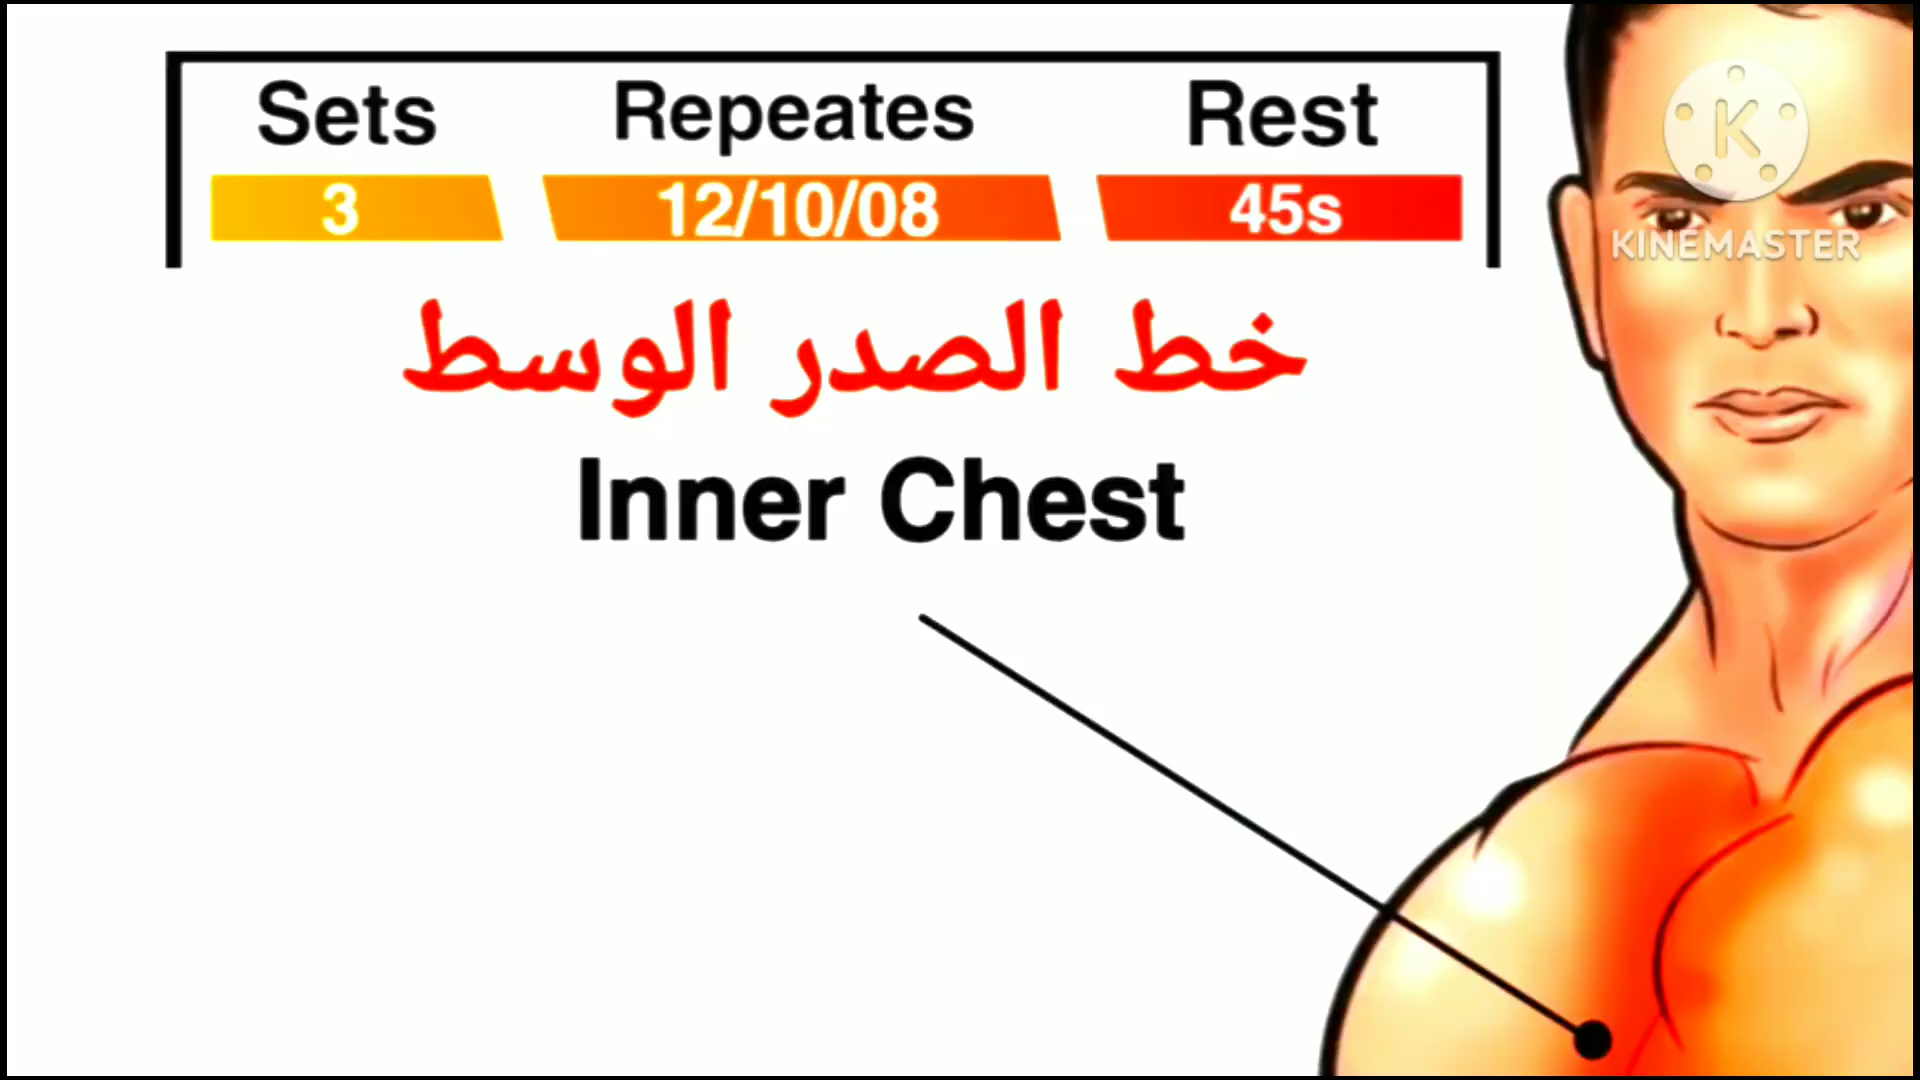 Sets Repeates Rest
3 12/10/08 45s
خط الصدر الوسط
Inner Chest
K
KINEMASTER